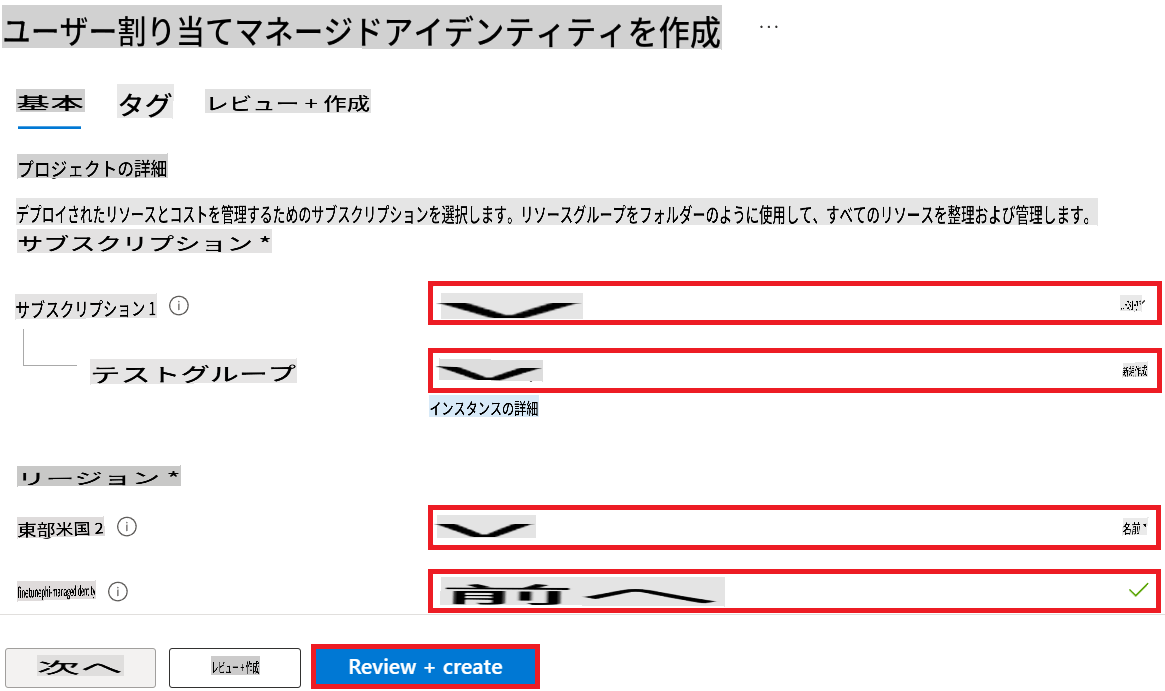 ユーザー割り当てマネージドアイデンティティを作成 ...
基本 タグ レビュー + 作成
プロジェクトの詳細
デプロイされたリソースとコストを管理するためのサブスクリプションを選択します。リソースグループをフォルダーのように使用して、すべてのリソースを整理および管理します。
サブスクリプション *
サブスクリプション 1
テストグループ
新規作成
インスタンスの詳細
リージョン *
東部米国 2
名前 *
finetunephi-managedidentity
前へ
次へ レビュー + 作成 Review + create